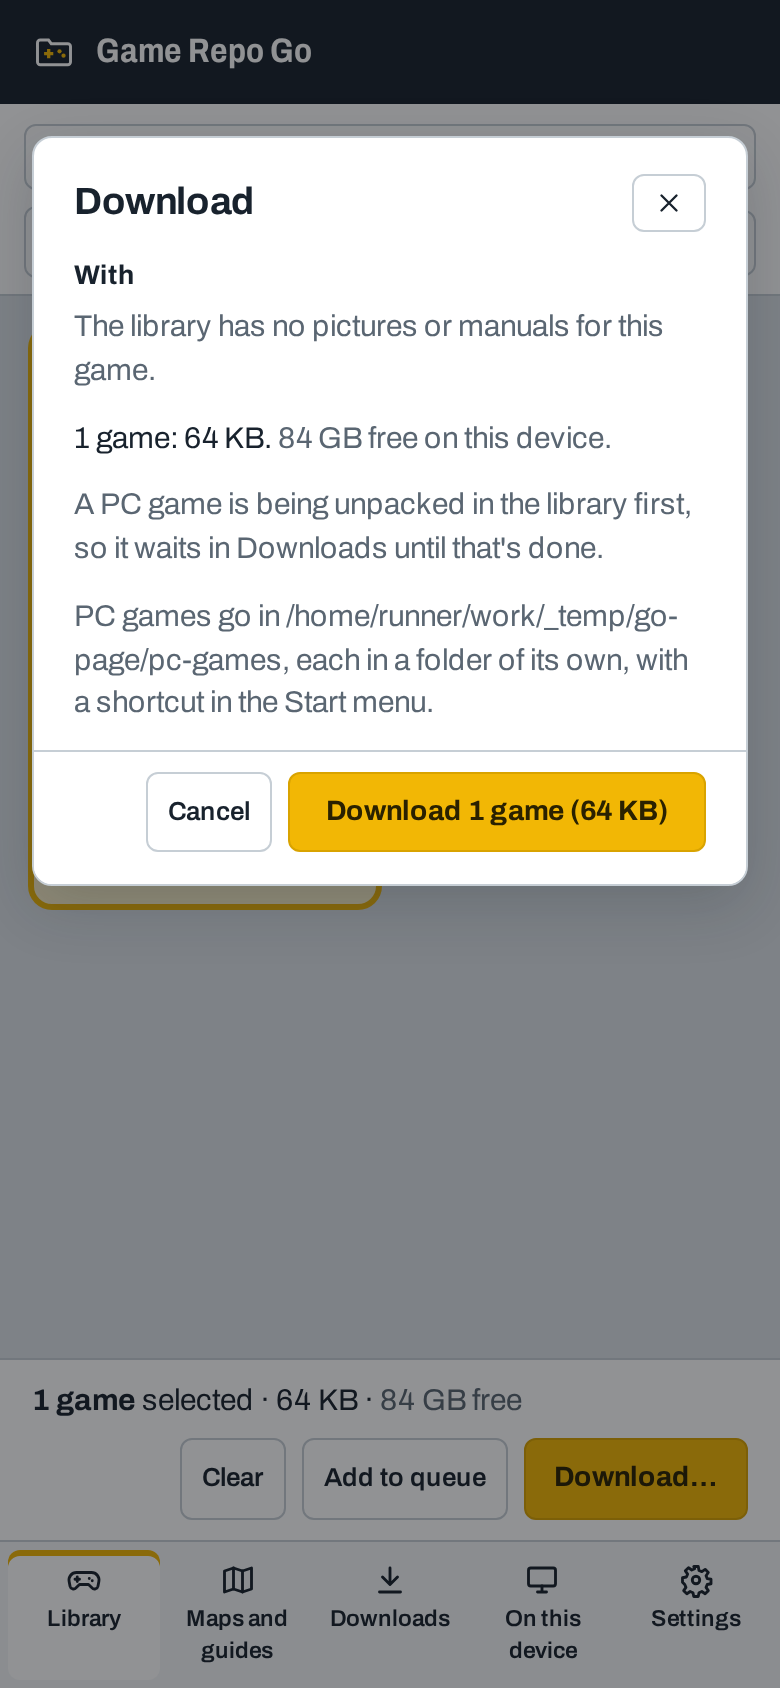 Game Repo Go
Download
With
The library has no pictures or manuals for this
game.
1 game: 64 KB. 84 GB free on this device.
A PC game is being unpacked in the library first,
so it waits in Downloads until that's done.
PC games go in /home/runner/work/_temp/go-
page/pc-games, each in a folder of its own, with
a shortcut in the Start menu.
Cancel
Download 1 game (64 KB)
1 game selected · 64 KB · 84 GB free
Clear
Add to queue
Download...
Library
Maps and
guides
Downloads
On this
device
Settings